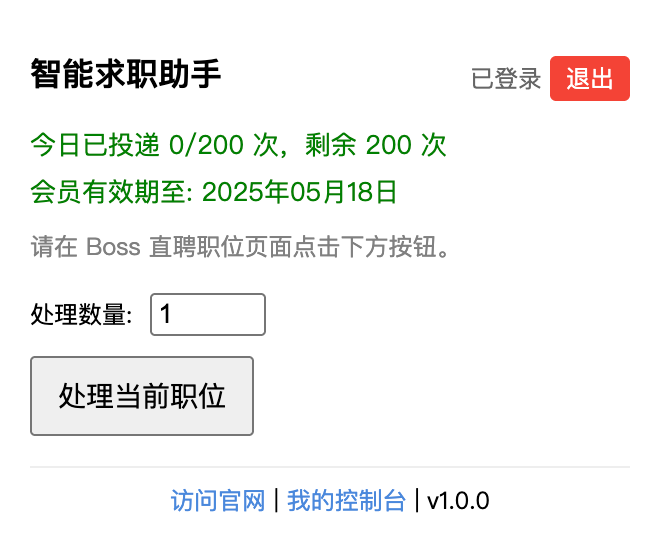 智能求职助手
已登录 退出
今日已投递 0/200 次，剩余 200 次
会员有效期至: 2025年05月18日
请在 Boss 直聘职位页面点击下方按钮。
处理数量: 1
处理当前职位
访问官网 | 我的控制台 | v1.0.0